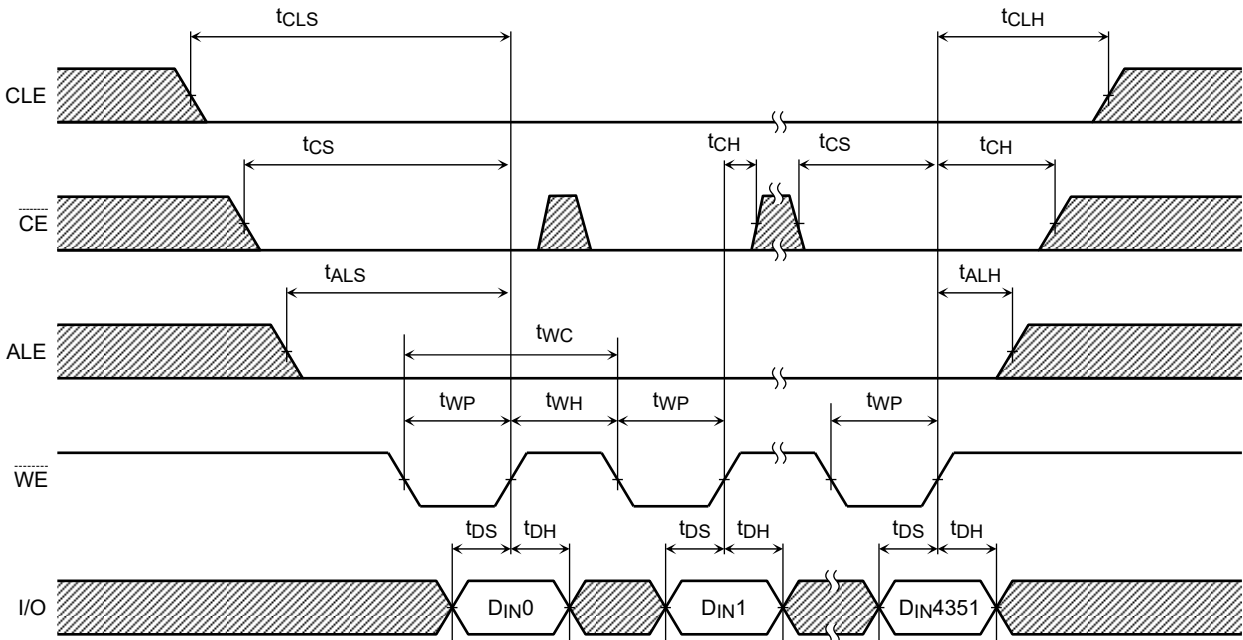 tCLS tCLH
CLE
tCS tCH tCS tCH
CE
tALS tALH
ALE
tWC
tWP tWH tWP tWP
WE
tDS tDH tDS tDH tDS tDH
I/O DIN0 DIN1 DIN4351